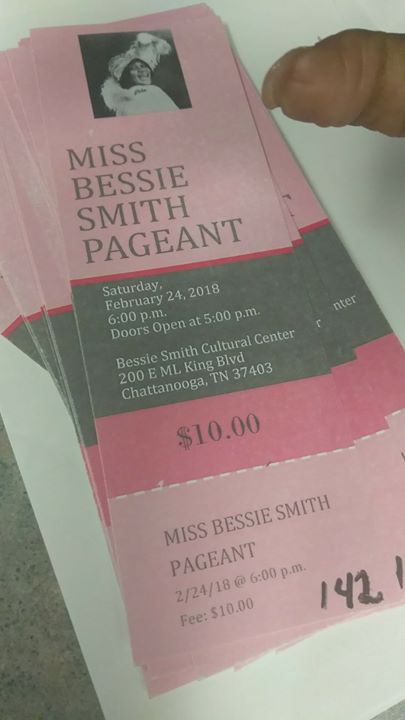 MISS
BESSIE
SMITH
PAGEANT
Saturday,
February 24, 2018
6:00 p.m.
Doors Open at 5:00 p.m.
Bessie Smith Cultural Center
200 E ML King Blvd
Chattanooga, TN 37403
nter
$10.00
MISS BESSIE SMITH
PAGEANT
2/24/18 @ 6:00 p.m.
Fee: $10.00
142